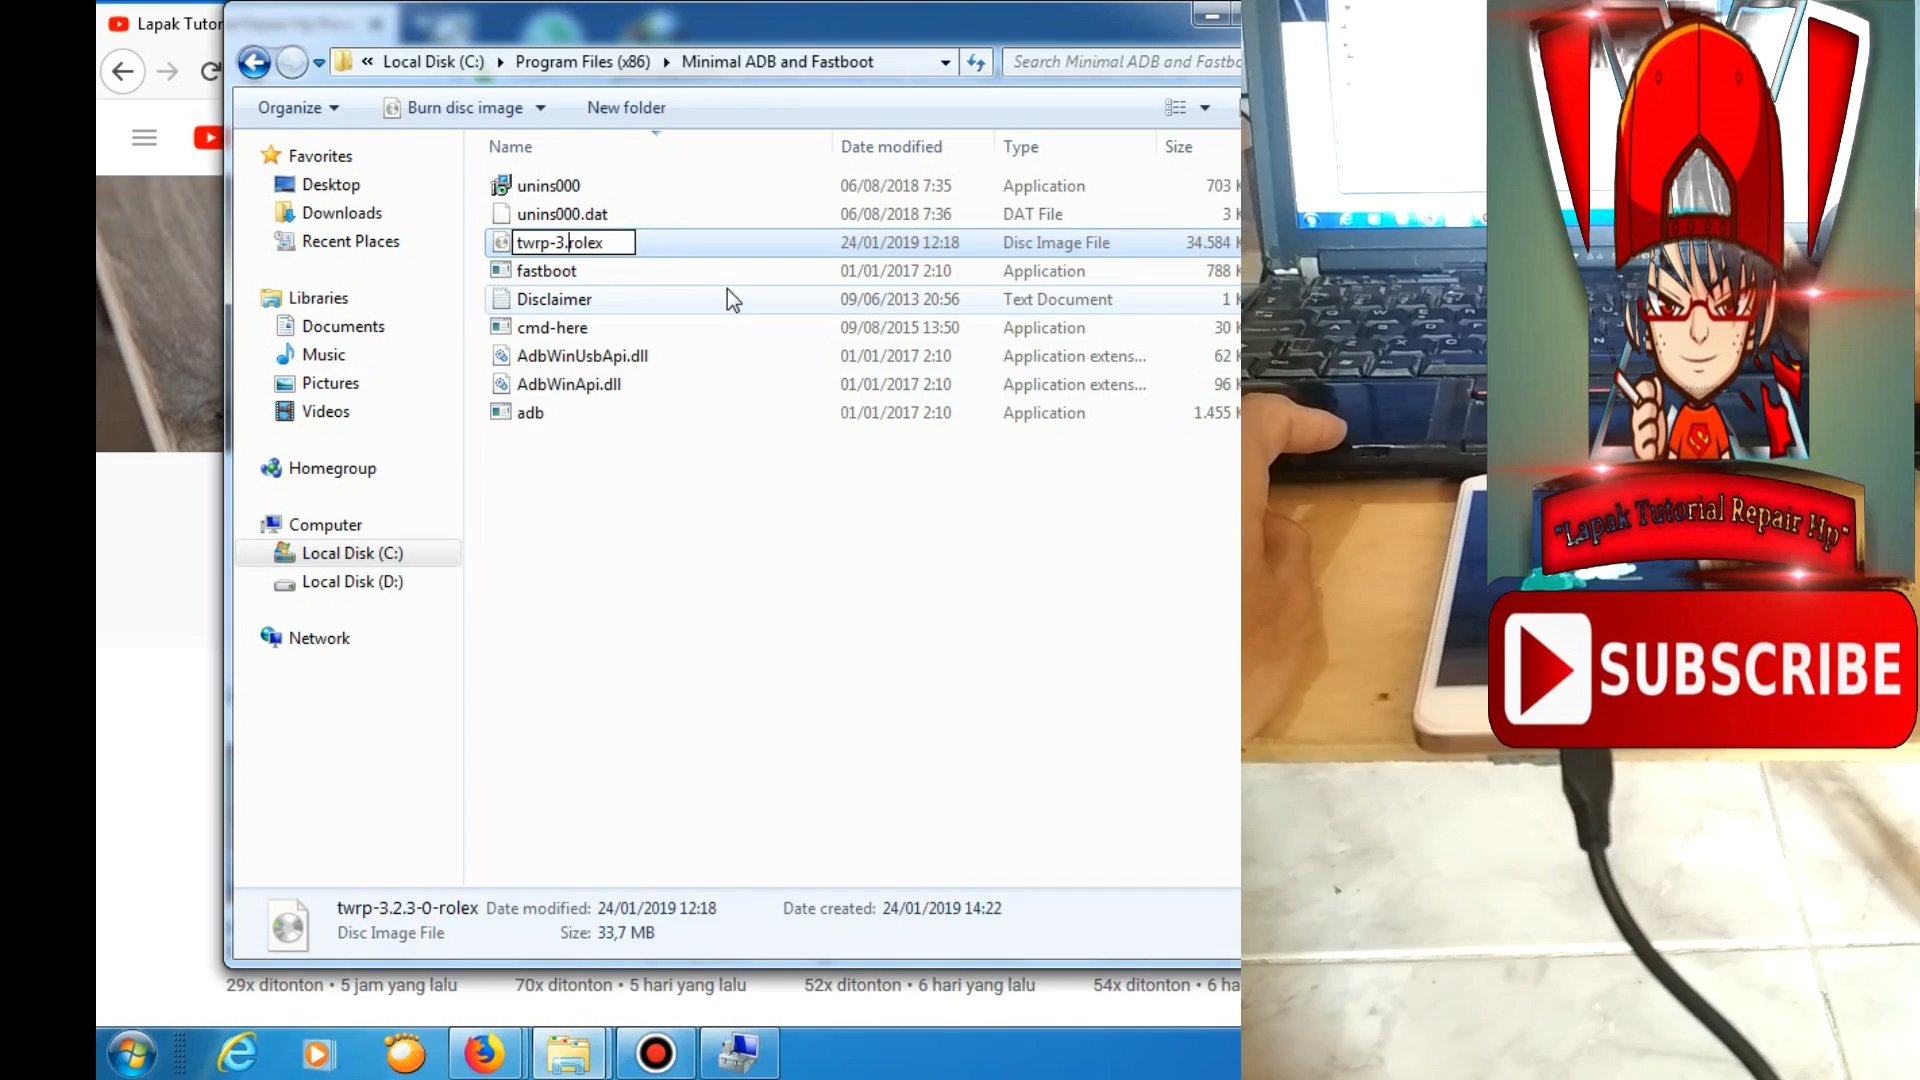 Lapak Tutor
« Local Disk (C:) Program Files (x86) Minimal ADB and Fastboot
Search Minimal ADB and Fastbo
Organize Burn disc image New folder
Name Date modified Type Size
unins000 06/08/2018 7:35 Application 703 K
unins000.dat 06/08/2018 7:36 DAT File 3 K
twrp-3.rolex 24/01/2019 12:18 Disc Image File 34.584 K
fastboot 01/01/2017 2:10 Application 788 K
Disclaimer 09/06/2013 20:56 Text Document 1 K
cmd-here 09/08/2015 13:50 Application 30 K
AdbWinUsbApi.dll 01/01/2017 2:10 Application extens... 62 K
AdbWinApi.dll 01/01/2017 2:10 Application extens... 96 K
adb 01/01/2017 2:10 Application 1.455 K
Favorites
Desktop
Downloads
Recent Places
Libraries
Documents
Music
Pictures
Videos
Homegroup
Computer
Local Disk (C:)
Local Disk (D:)
Network
twrp-3.2.3-0-rolex Date modified: 24/01/2019 12:18 Date created: 24/01/2019 14:22
Disc Image File Size: 33,7 MB
29x ditonton • 5 jam yang lalu 70x ditonton • 5 hari yang lalu 52x ditonton • 6 hari yang lalu 54x ditonton • 6 ha
"Lapak Tutorial Repair Hp"
SUBSCRIBE